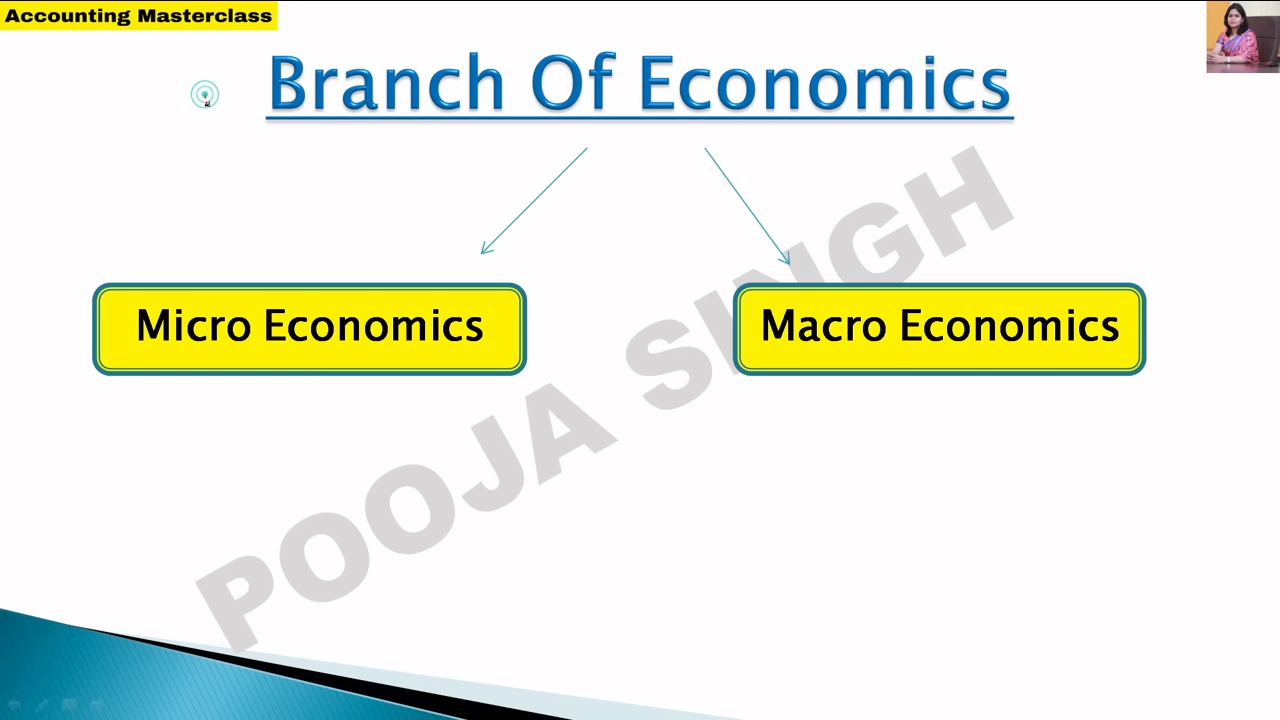 Accounting Masterclass
Branch Of Economics
Micro Economics
Macro Economics
POOJA SINGH